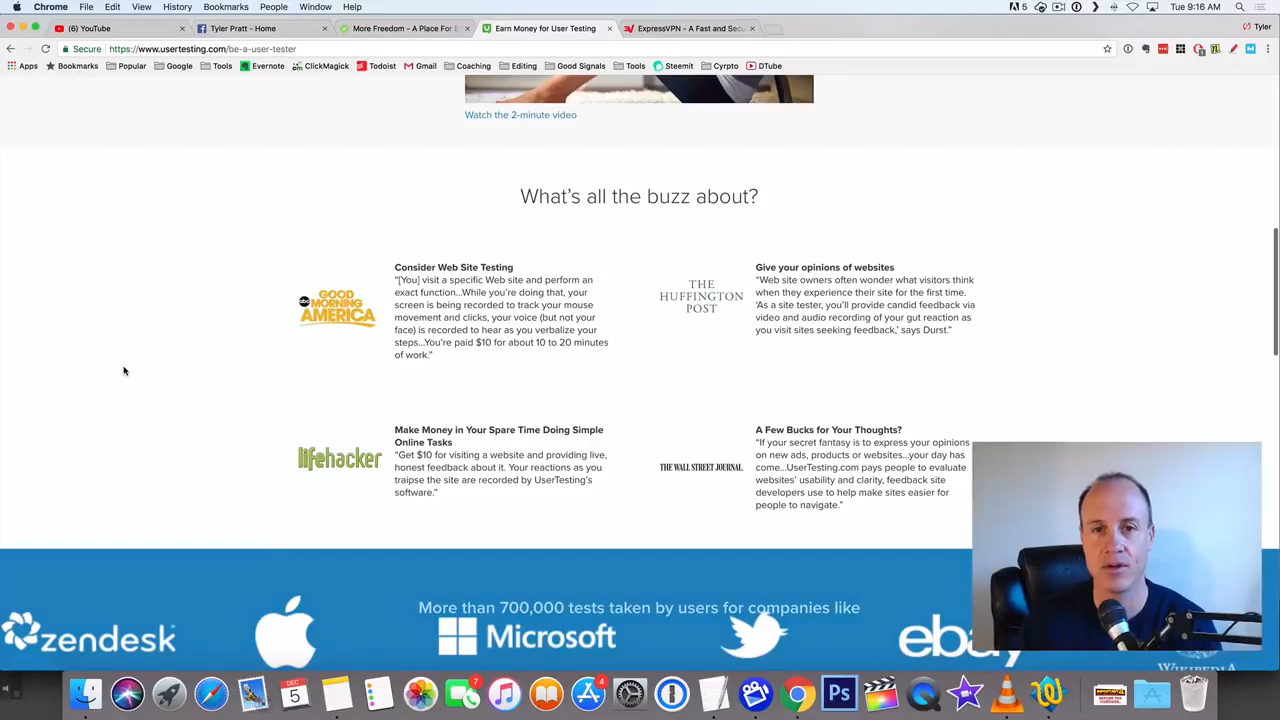 Chrome File Edit View History Bookmarks People Window Help
5
Tue 9:16 AM
(6) YouTube
Tyler Pratt - Home
More Freedom - A Place For E
Earn Money for User Testing
ExpressVPN - A Fast and Secu
Tyler
Secure https://www.usertesting.com/be-a-user-tester
Apps Bookmarks Popular Google Tools Evernote ClickMagick Todoist Gmail Coaching Editing Good Signals Tools Steemit Cyrpto DTube
Watch the 2-minute video
What's all the buzz about?
abc
GOOD
MORNING
AMERICA
Consider Web Site Testing
"[You] visit a specific Web site and perform an
exact function...While you're doing that, your
screen is being recorded to track your mouse
movement and clicks, your voice (but not your
face) is recorded to hear as you verbalize your
steps...You're paid $10 for about 10 to 20 minutes
of work."
THE
HUFFINGTON
POST
Give your opinions of websites
"Web site owners often wonder what visitors think
when they experience their site for the first time.
'As a site tester, you'll provide candid feedback via
video and audio recording of your gut reaction as
you visit sites seeking feedback,' says Durst."
lifehacker
Make Money in Your Spare Time Doing Simple
Online Tasks
"Get $10 for visiting a website and providing live,
honest feedback about it. Your reactions as you
traipse the site are recorded by UserTesting's
software."
THE WALL STREET JOURNAL
A Few Bucks for Your Thoughts?
"If your secret fantasy is to express your opinions
on new ads, products or websites...your day has
come...UserTesting.com pays people to evaluate
websites' usability and clarity, feedback site
developers use to help make sites easier for
people to navigate."
More than 700,000 tests taken by users for companies like
zendesk
Microsoft
ebay
WIKIPEDIA
DEC
5
7
4
Ps